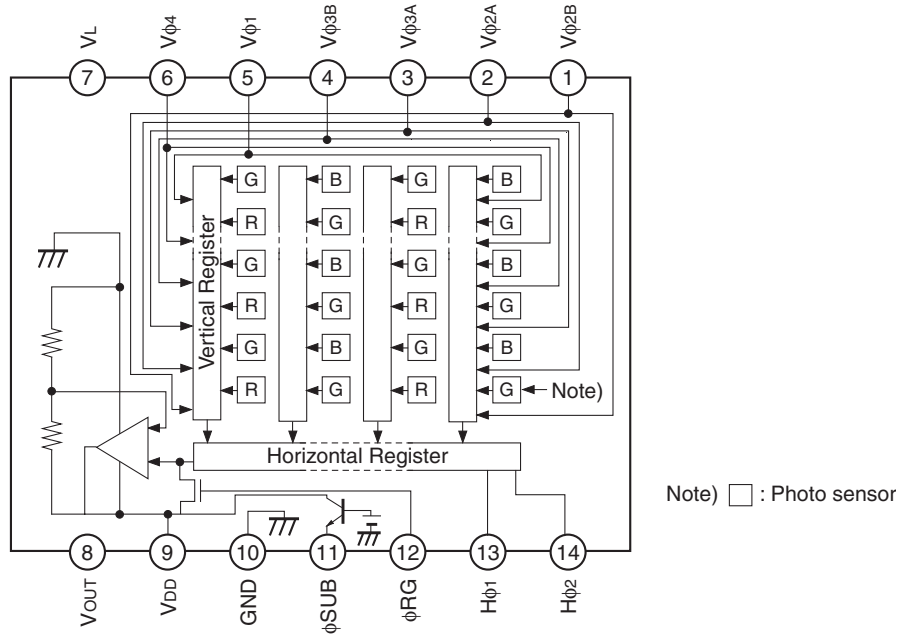 VL Vϕ4 Vϕ1 Vϕ3B Vϕ3A Vϕ2A Vϕ2B
7 6 5 4 3 2 1
G B G B
R G R G
G B G B
R G R G
G B G B
R G R G Note)
Vertical Register
Horizontal Register
Note) : Photo sensor
8 9 10 11 12 13 14
VOUT VDD GND ϕSUB ϕRG Hϕ1 Hϕ2